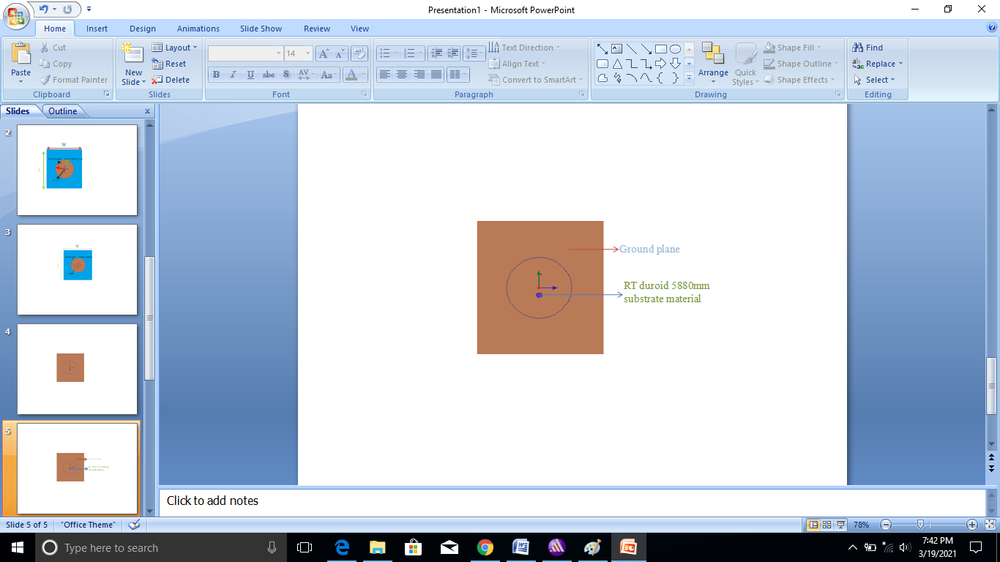 Presentation1 - Microsoft PowerPoint
Home Insert Design Animations Slide Show Review View
Paste
Cut
Copy
Format Painter
Clipboard
New
Slide
Layout
Reset
Delete
Slides
14
B I U abc S AV Aa A
Font
Text Direction
Align Text
Convert to SmartArt
Paragraph
Arrange
Quick
Styles
Shape Fill
Shape Outline
Shape Effects
Drawing
Find
Replace
Select
Editing
Slides Outline x
2
W
L
3
W
4
5
Ground plane
RT duroid 5880mm
substrate material
Click to add notes
Slide 5 of 5 "Office Theme" 78%
Type here to search
7:42 PM
3/19/2021